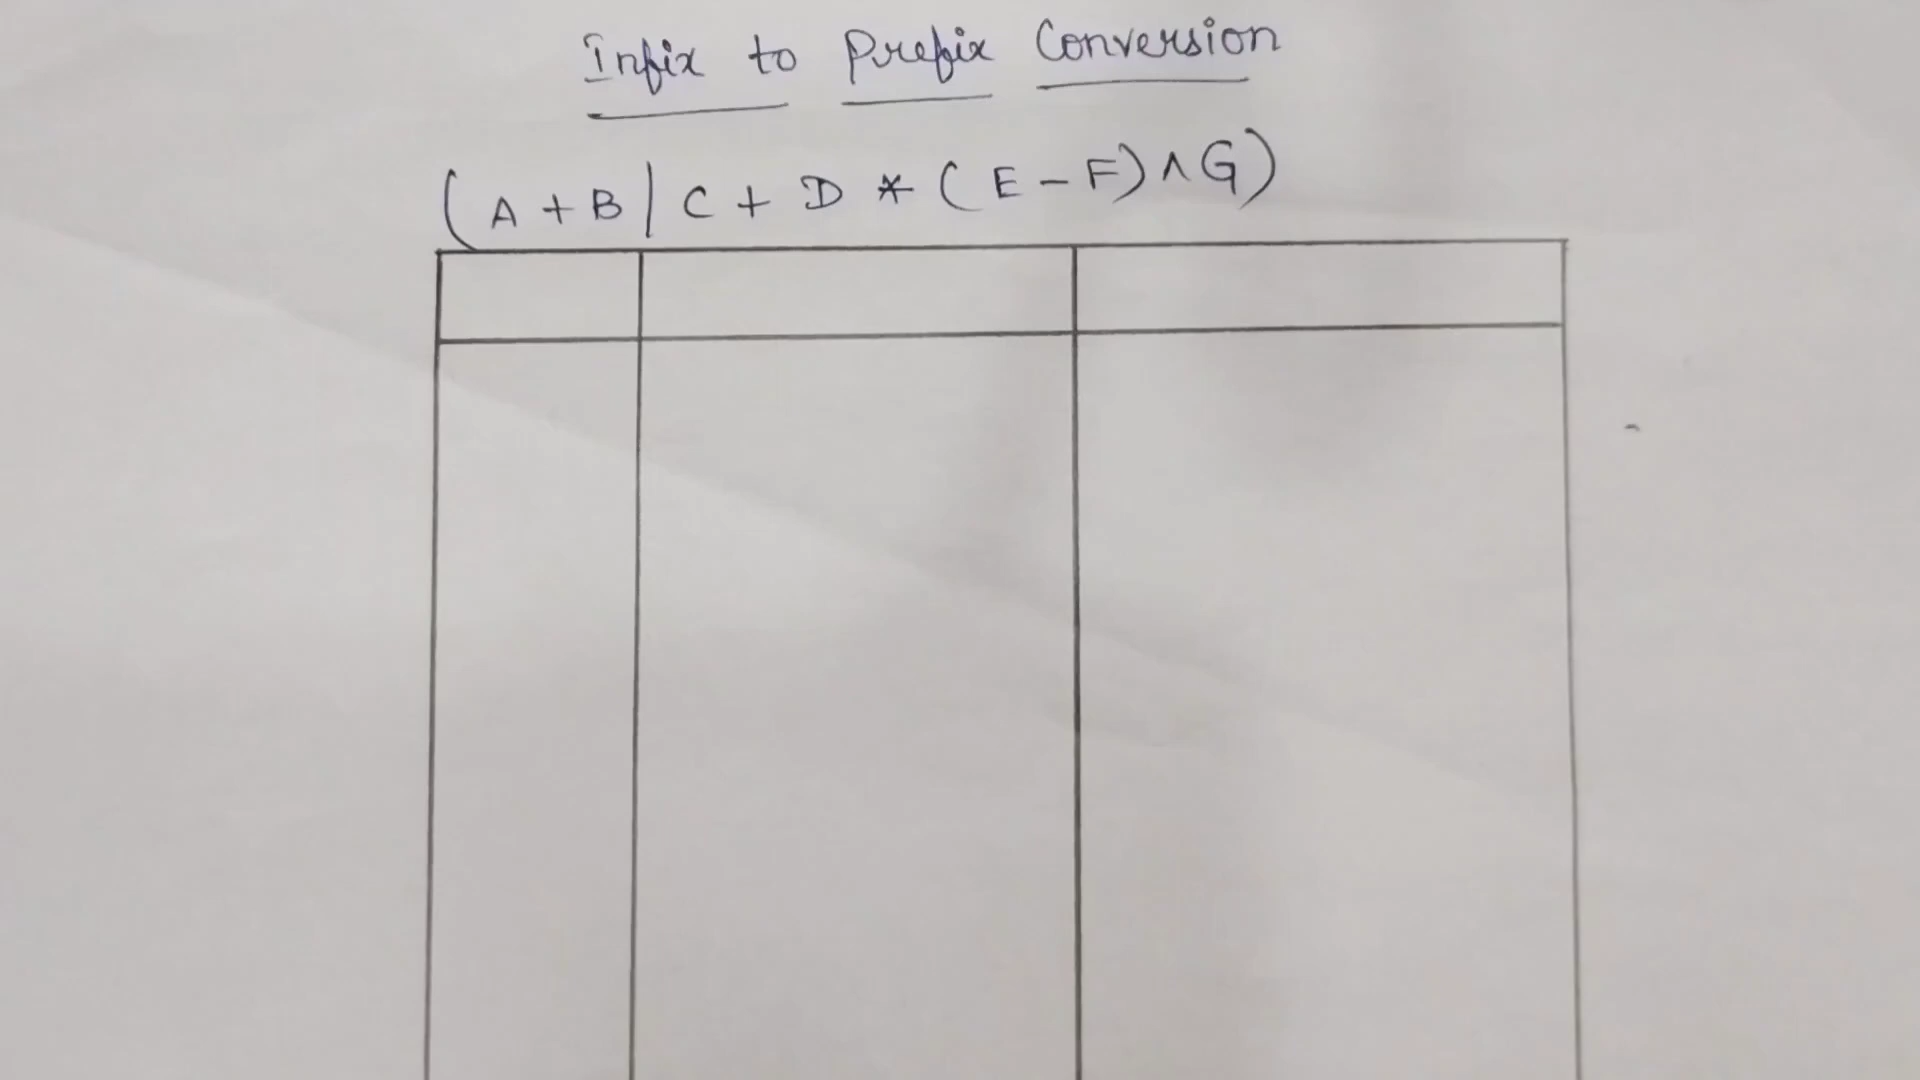 Infix to Prefix Conversion
(A + B / C + D * (E - F) ^ G)